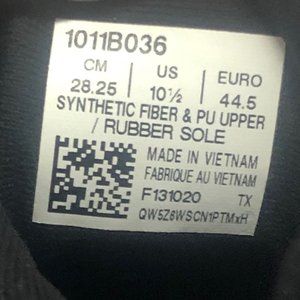 1011B036
CM US EURO
28.25 10½ 44.5
SYNTHETIC FIBER & PU UPPER
/ RUBBER SOLE
MADE IN VIETNAM
FABRIQUE AU VIETNAM
F131020 TX
QW5Z6WSCN1PTMxH